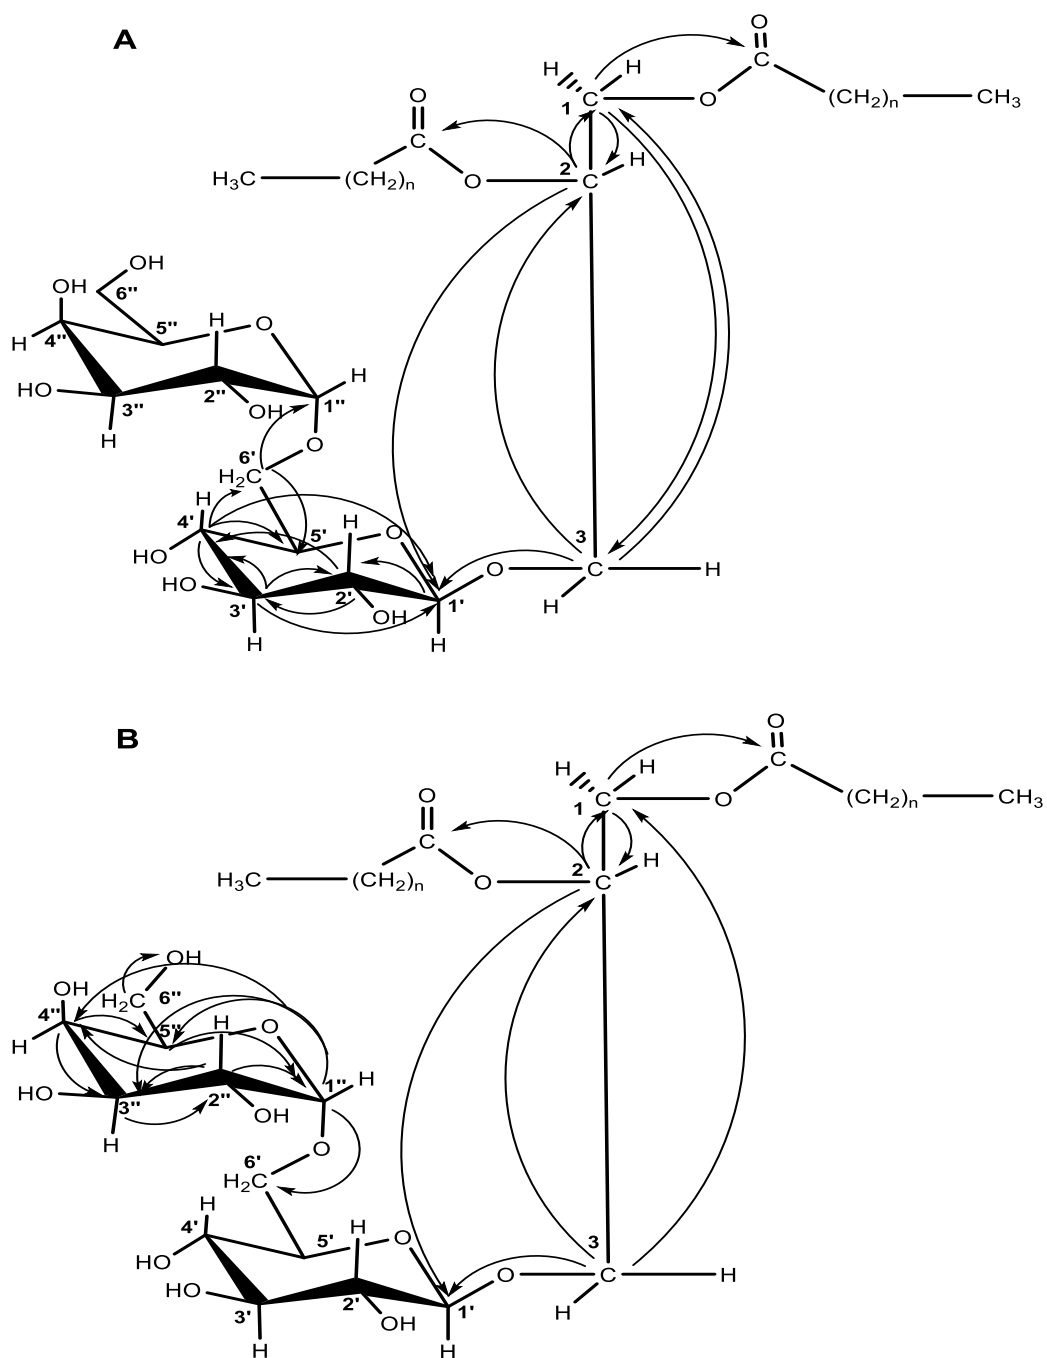 A
O
H H C
1 C O (CH₂)ₙ CH₃
O
C H
2 C
H₃C (CH₂)ₙ O
OH
OH 6''
O
H 4'' 5'' H
H
HO 2'' 1''
3'' OH
H O
6'
H₂C
H
4' H 3
5' O
HO O C H
HO
2' 1' H
3' OH
H H
B
O
H H C
1 C O (CH₂)ₙ CH₃
O
C H
2 C
H₃C (CH₂)ₙ O
OH
OH H₂C 6''
4''
H 5'' H O
1'' H
HO 3'' 2''
OH
H O
6'
H₂C
H
4' H
5' O 3
HO O C H
HO
2' 1' H
3' OH
H H